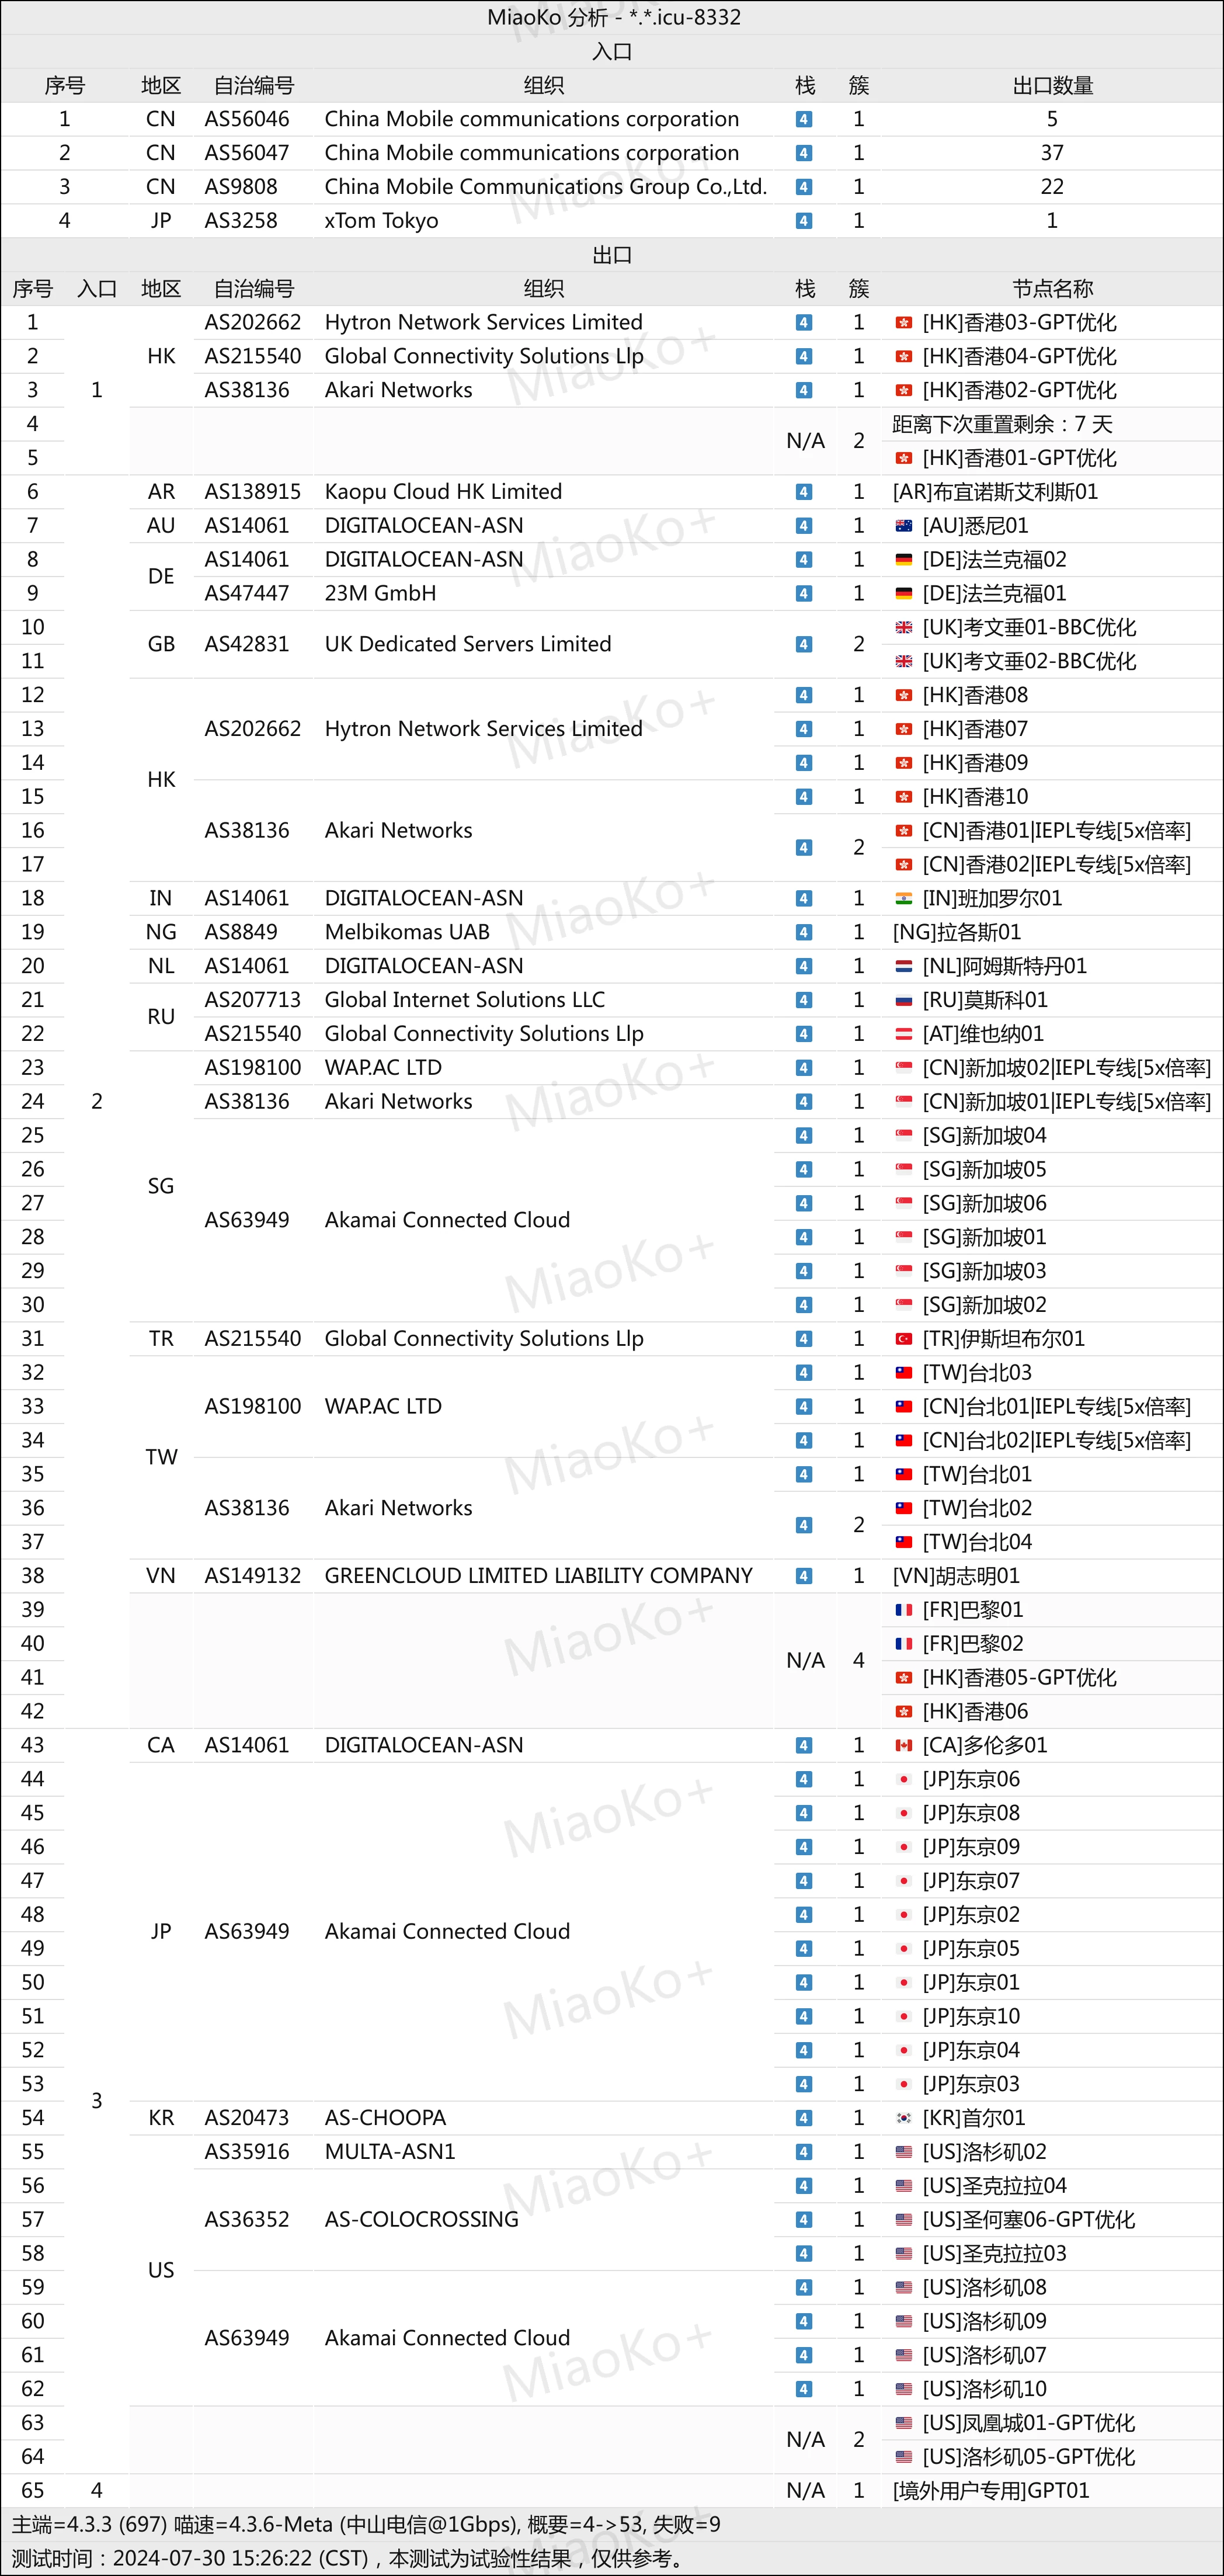 MiaoKo 分析 - *.*.icu-8332
入口
序号 地区 自治编号 组织 栈 簇 出口数量
1 CN AS56046 China Mobile communications corporation 4 1 5
2 CN AS56047 China Mobile communications corporation 4 1 37
3 CN AS9808 China Mobile Communications Group Co.,Ltd. 4 1 22
4 JP AS3258 xTom Tokyo 4 1 1
出口
序号 入口 地区 自治编号 组织 栈 簇 节点名称
1 AS202662 Hytron Network Services Limited 4 1 [HK]香港03-GPT优化
2 HK AS215540 Global Connectivity Solutions Llp 4 1 [HK]香港04-GPT优化
3 1 AS38136 Akari Networks 4 1 [HK]香港02-GPT优化
4 N/A 2 距离下次重置剩余：7 天
5 [HK]香港01-GPT优化
6 AR AS138915 Kaopu Cloud HK Limited 4 1 [AR]布宜诺斯艾利斯01
7 AU AS14061 DIGITALOCEAN-ASN 4 1 [AU]悉尼01
8 DE AS14061 DIGITALOCEAN-ASN 4 1 [DE]法兰克福02
9 AS47447 23M GmbH 4 1 [DE]法兰克福01
10 GB AS42831 UK Dedicated Servers Limited 4 2 [UK]考文垂01-BBC优化
11 [UK]考文垂02-BBC优化
12 4 1 [HK]香港08
13 AS202662 Hytron Network Services Limited 4 1 [HK]香港07
14 HK 4 1 [HK]香港09
15 4 1 [HK]香港10
16 AS38136 Akari Networks 4 2 [CN]香港01|IEPL专线[5x倍率]
17 [CN]香港02|IEPL专线[5x倍率]
18 IN AS14061 DIGITALOCEAN-ASN 4 1 [IN]班加罗尔01
19 NG AS8849 Melbikomas UAB 4 1 [NG]拉各斯01
20 NL AS14061 DIGITALOCEAN-ASN 4 1 [NL]阿姆斯特丹01
21 RU AS207713 Global Internet Solutions LLC 4 1 [RU]莫斯科01
22 AS215540 Global Connectivity Solutions Llp 4 1 [AT]维也纳01
23 AS198100 WAP.AC LTD 4 1 [CN]新加坡02|IEPL专线[5x倍率]
24 2 AS38136 Akari Networks 4 1 [CN]新加坡01|IEPL专线[5x倍率]
25 4 1 [SG]新加坡04
26 SG 4 1 [SG]新加坡05
27 4 1 [SG]新加坡06
28 AS63949 Akamai Connected Cloud 4 1 [SG]新加坡01
29 4 1 [SG]新加坡03
30 4 1 [SG]新加坡02
31 TR AS215540 Global Connectivity Solutions Llp 4 1 [TR]伊斯坦布尔01
32 4 1 [TW]台北03
33 AS198100 WAP.AC LTD 4 1 [CN]台北01|IEPL专线[5x倍率]
34 TW 4 1 [CN]台北02|IEPL专线[5x倍率]
35 4 1 [TW]台北01
36 AS38136 Akari Networks 4 2 [TW]台北02
37 [TW]台北04
38 VN AS149132 GREENCLOUD LIMITED LIABILITY COMPANY 4 1 [VN]胡志明01
39 [FR]巴黎01
40 N/A 4 [FR]巴黎02
41 [HK]香港05-GPT优化
42 [HK]香港06
43 CA AS14061 DIGITALOCEAN-ASN 4 1 [CA]多伦多01
44 4 1 [JP]东京06
45 4 1 [JP]东京08
46 4 1 [JP]东京09
47 4 1 [JP]东京07
48 JP AS63949 Akamai Connected Cloud 4 1 [JP]东京02
49 4 1 [JP]东京05
50 4 1 [JP]东京01
51 4 1 [JP]东京10
52 4 1 [JP]东京04
53 3 4 1 [JP]东京03
54 KR AS20473 AS-CHOOPA 4 1 [KR]首尔01
55 AS35916 MULTA-ASN1 4 1 [US]洛杉矶02
56 4 1 [US]圣克拉拉04
57 AS36352 AS-COLOCROSSING 4 1 [US]圣何塞06-GPT优化
58 US 4 1 [US]圣克拉拉03
59 4 1 [US]洛杉矶08
60 AS63949 Akamai Connected Cloud 4 1 [US]洛杉矶09
61 4 1 [US]洛杉矶07
62 4 1 [US]洛杉矶10
63 N/A 2 [US]凤凰城01-GPT优化
64 [US]洛杉矶05-GPT优化
65 4 N/A 1 [境外用户专用]GPT01
主端=4.3.3 (697) 喵速=4.3.6-Meta (中山电信@1Gbps), 概要=4->53, 失败=9
测试时间：2024-07-30 15:26:22 (CST)，本测试为试验性结果，仅供参考。